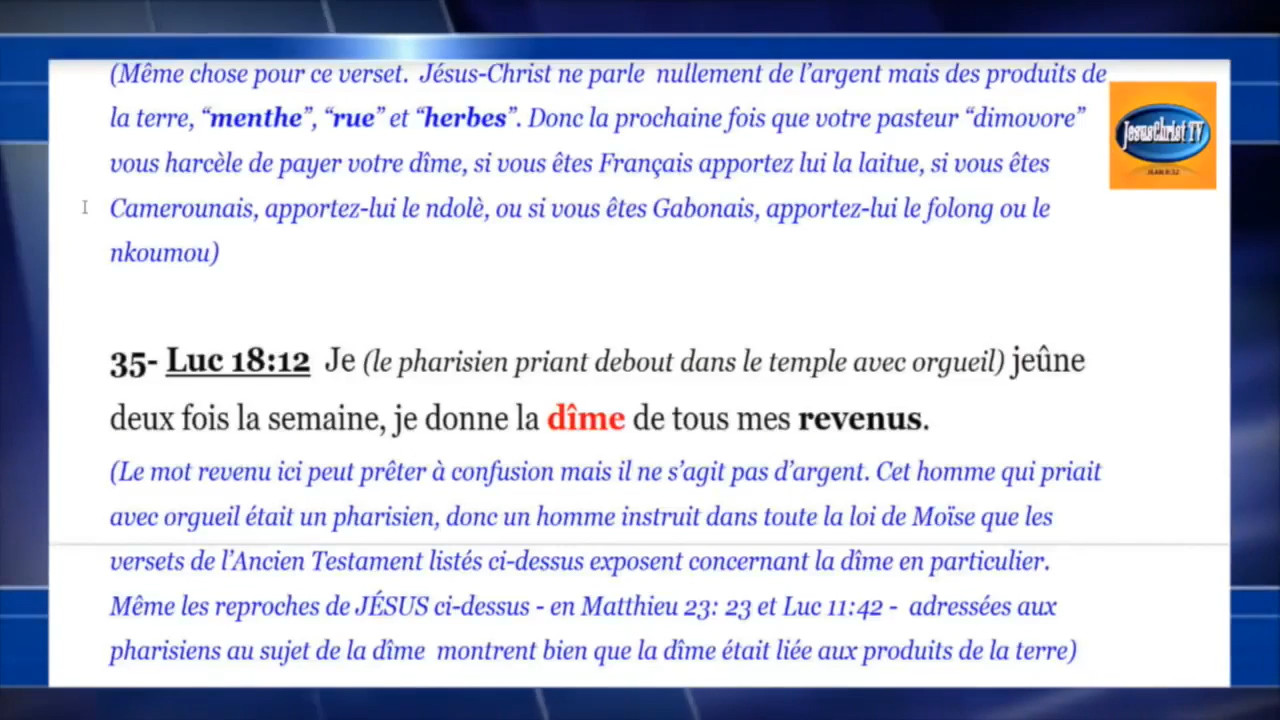 (Même chose pour ce verset. Jésus-Christ ne parle nullement de l'argent mais des produits de
la terre, "menthe", "rue" et "herbes". Donc la prochaine fois que votre pasteur "dimovore"
vous harcèle de payer votre dîme, si vous êtes Français apportez lui la laitue, si vous êtes
Camerounais, apportez-lui le ndolè, ou si vous êtes Gabonais, apportez-lui le folong ou le
nkoumou)
JesusChrist TV
35- Luc 18:12 Je (le pharisien priant debout dans le temple avec orgueil) jeûne
deux fois la semaine, je donne la dîme de tous mes revenus.
(Le mot revenu ici peut prêter à confusion mais il ne s'agit pas d'argent. Cet homme qui priait
avec orgueil était un pharisien, donc un homme instruit dans toute la loi de Moïse que les
versets de l'Ancien Testament listés ci-dessus exposent concernant la dîme en particulier.
Même les reproches de JÉSUS ci-dessus - en Matthieu 23: 23 et Luc 11:42 - adressées aux
pharisiens au sujet de la dîme montrent bien que la dîme était liée aux produits de la terre)